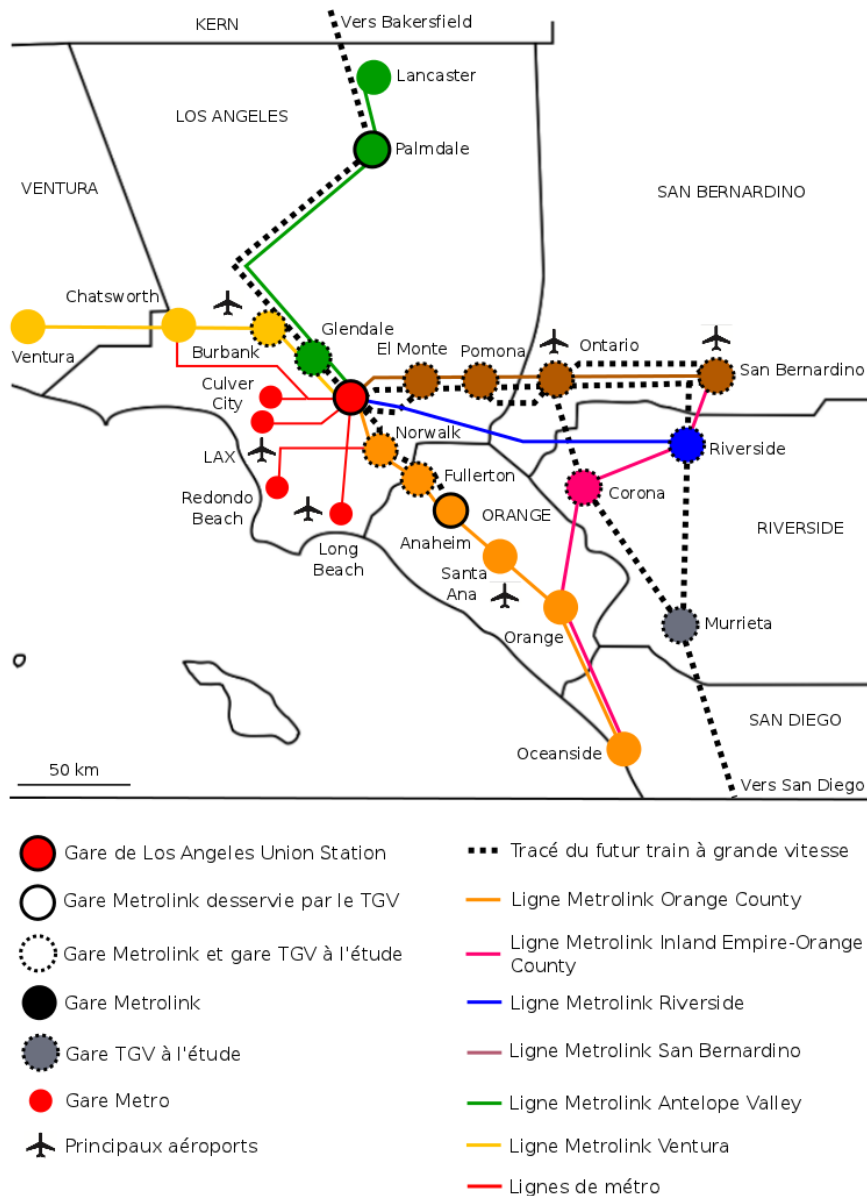 KERN
Vers Bakersfield
Lancaster
LOS ANGELES
Palmdale
VENTURA
SAN BERNARDINO
Chatsworth
Ventura
Burbank
Glendale
El Monte
Pomona
Ontario
San Bernardino
Culver
City
LAX
Norwalk
Riverside
Redondo
Beach
Fullerton
Corona
ORANGE
RIVERSIDE
Long
Beach
Anaheim
Santa
Ana
Orange
Murrieta
SAN DIEGO
Oceanside
50 km
Vers San Diego
Gare de Los Angeles Union Station
Gare Metrolink desservie par le TGV
Gare Metrolink et gare TGV à l'étude
Gare Metrolink
Gare TGV à l'étude
Gare Metro
Principaux aéroports
Tracé du futur train à grande vitesse
Ligne Metrolink Orange County
Ligne Metrolink Inland Empire-Orange
County
Ligne Metrolink Riverside
Ligne Metrolink San Bernardino
Ligne Metrolink Antelope Valley
Ligne Metrolink Ventura
Lignes de métro